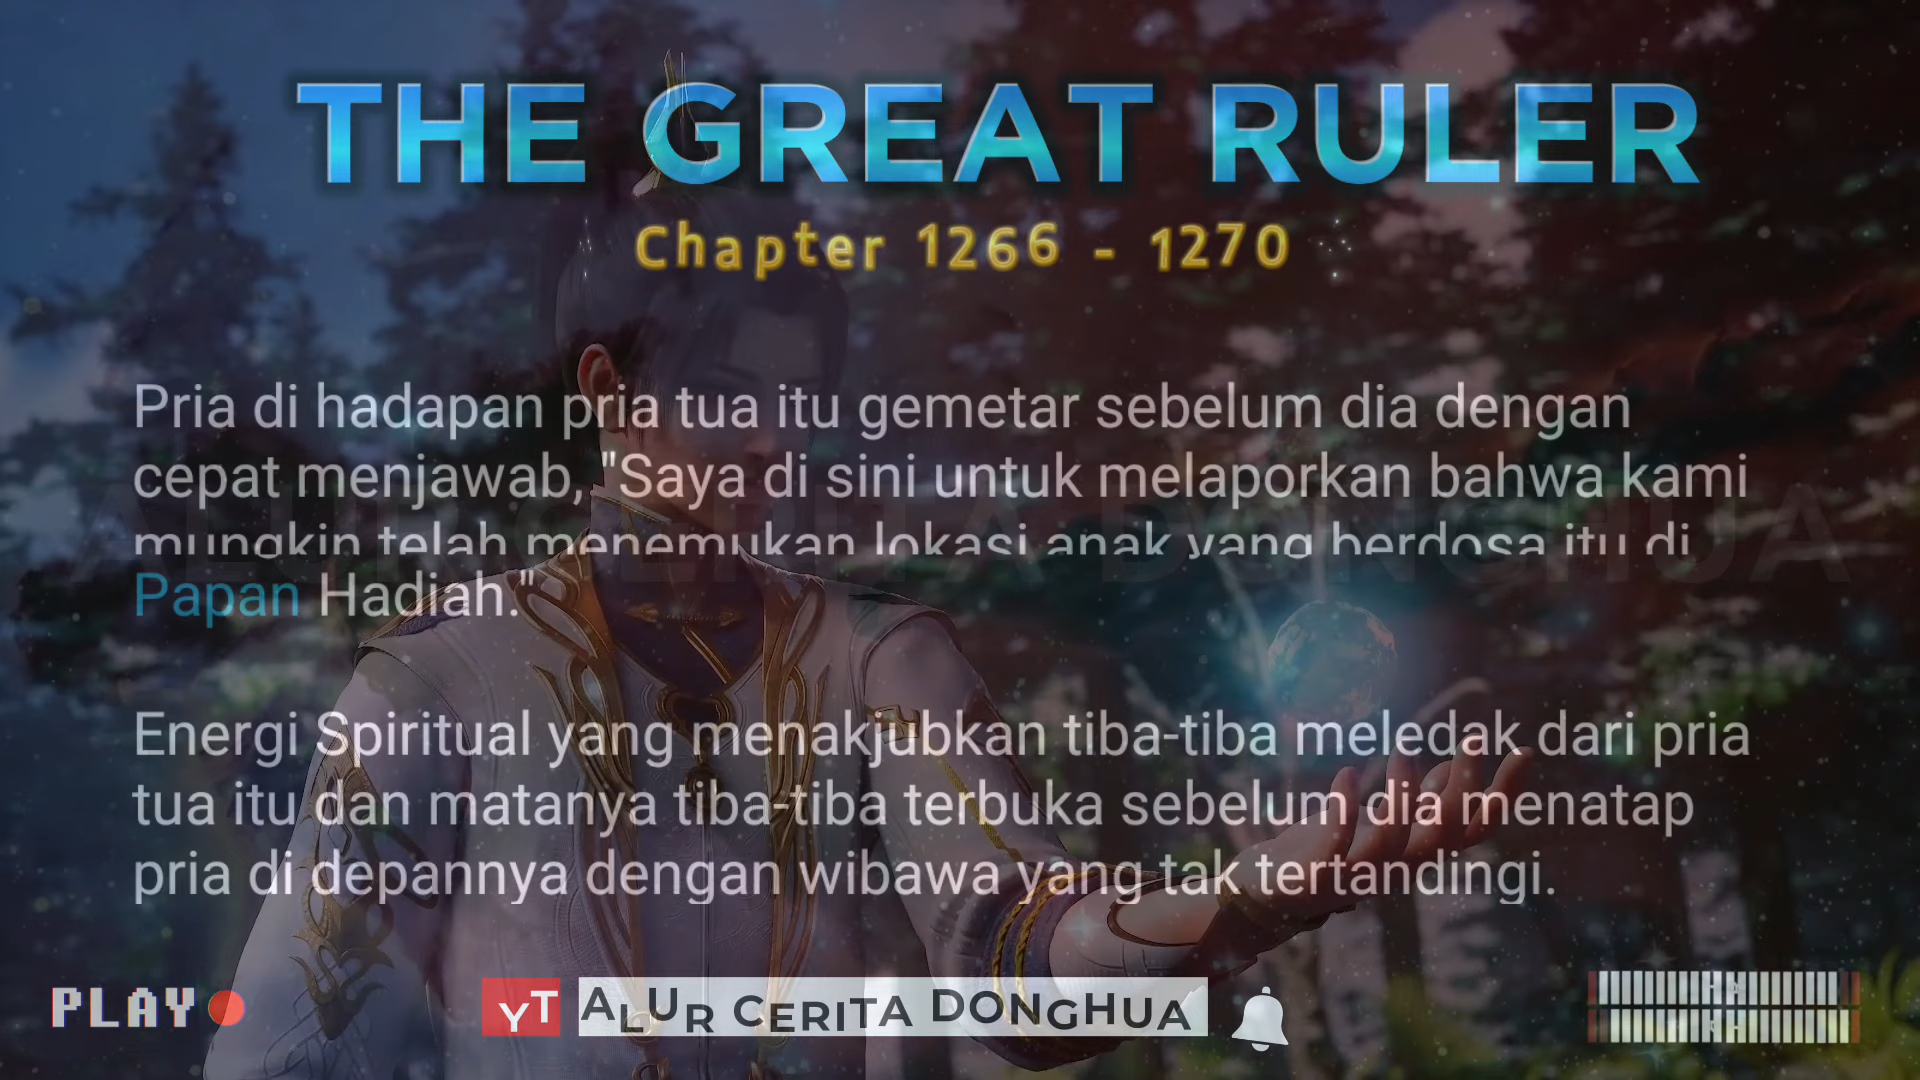 THE GREAT RULER
Chapter 1266 - 1270
Pria di hadapan pria tua itu gemetar sebelum dia dengan
cepat menjawab, "Saya di sini untuk melaporkan bahwa kami
mungkin telah menemukan lokasi anak yang berdosa itu di
Papan Hadiah."
Energi Spiritual yang menakjubkan tiba-tiba meledak dari pria
tua itu dan matanya tiba-tiba terbuka sebelum dia menatap
pria di depannya dengan wibawa yang tak tertandingi.
ALUR CERITA DONGHUA
PLAY
YT ALUR CERITA DONGHUA